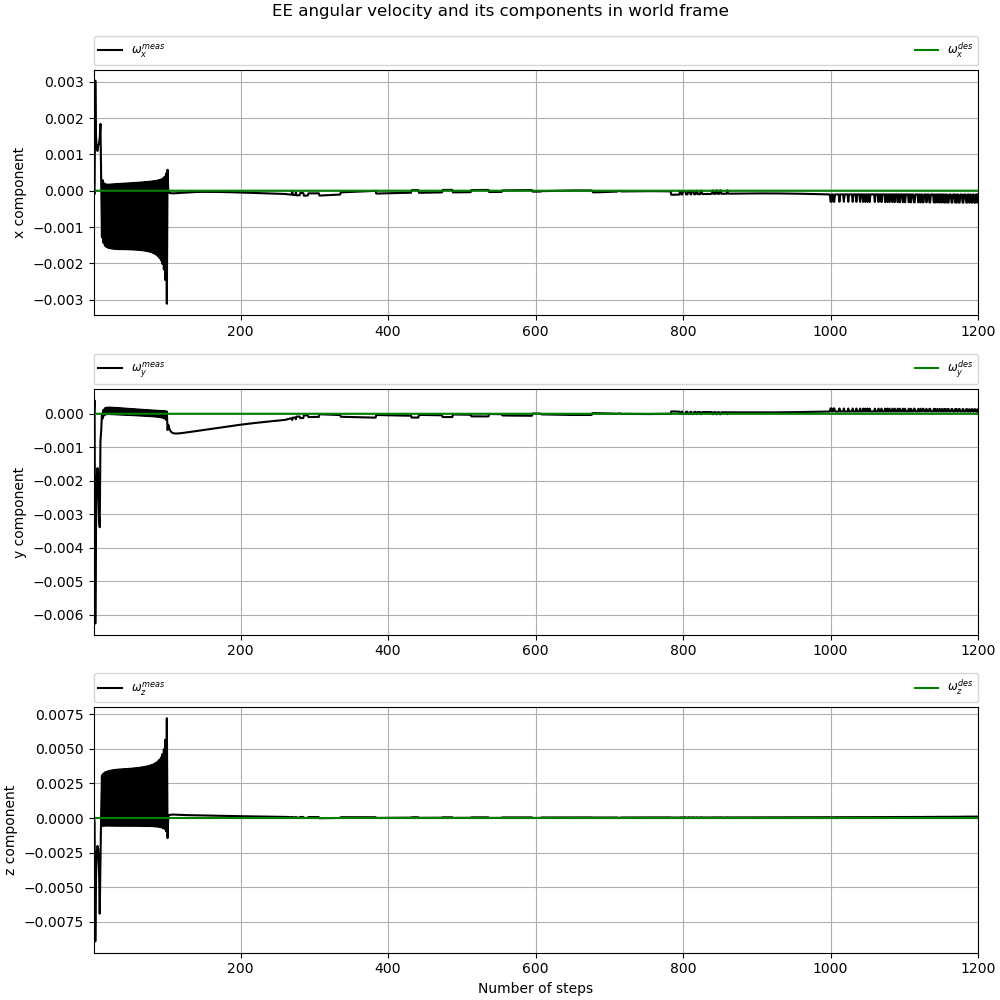 EE angular velocity and its components in world frame
ω_x^meas ω_x^des
0.003
0.002
0.001
0.000
−0.001
−0.002
−0.003
x component
200 400 600 800 1000 1200
ω_y^meas ω_y^des
0.000
−0.001
−0.002
−0.003
−0.004
−0.005
−0.006
y component
200 400 600 800 1000 1200
ω_z^meas ω_z^des
0.0075
0.0050
0.0025
0.0000
−0.0025
−0.0050
−0.0075
z component
200 400 600 800 1000 1200
Number of steps